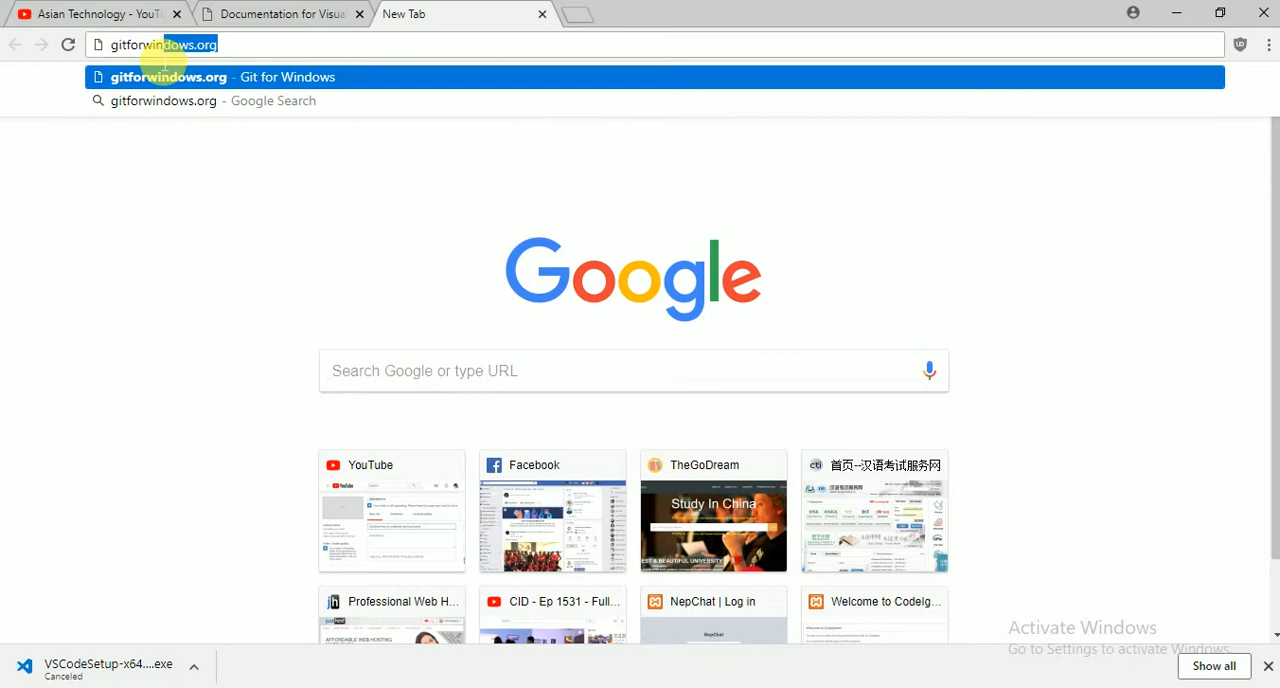 Asian Technology - YouTu
Documentation for Visual
New Tab
gitforwindows.org
gitforwindows.org - Git for Windows
gitforwindows.org - Google Search
Google
Search Google or type URL
YouTube
Facebook
TheGoDream
首页--汉语考试服务网
Study In China
Professional Web H...
CID - Ep 1531 - Full...
NepChat | Log in
Welcome to CodeIg...
NepChat
Activate Windows
Go to Settings to activate Windows.
VSCodeSetup-x64....exe
Canceled
Show all